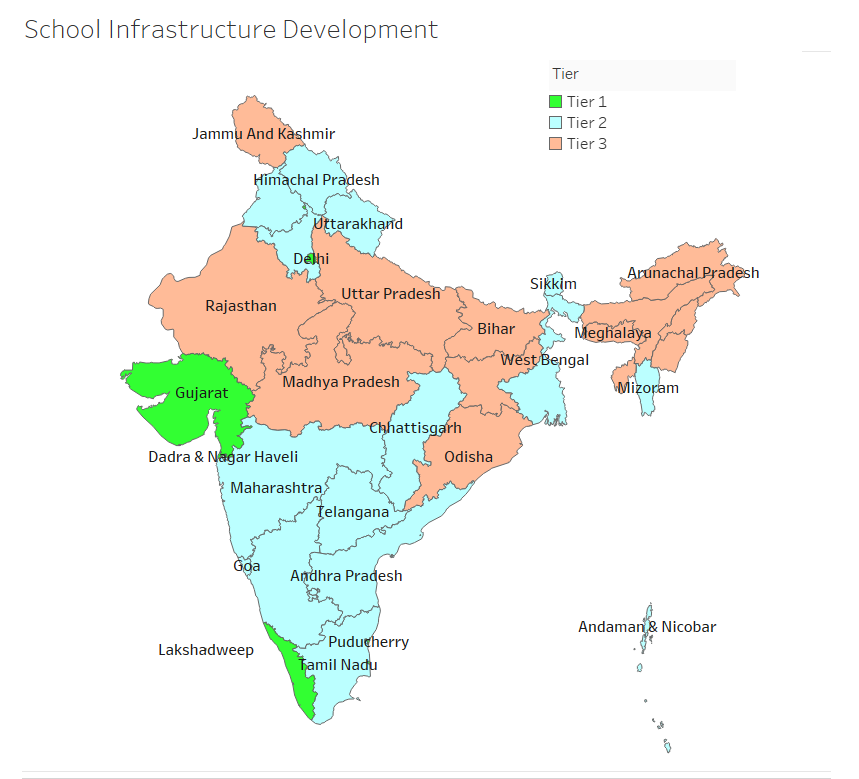 School Infrastructure Development
Tier
Tier 1
Tier 2
Tier 3
Jammu And Kashmir
Himachal Pradesh
Uttarakhand
Delhi
Arunachal Pradesh
Sikkim
Uttar Pradesh
Rajasthan
Bihar
Meghalaya
West Bengal
Madhya Pradesh
Mizoram
Gujarat
Chhattisgarh
Dadra & Nagar Haveli
Odisha
Maharashtra
Telangana
Goa
Andhra Pradesh
Andaman & Nicobar
Puducherry
Lakshadweep
Tamil Nadu